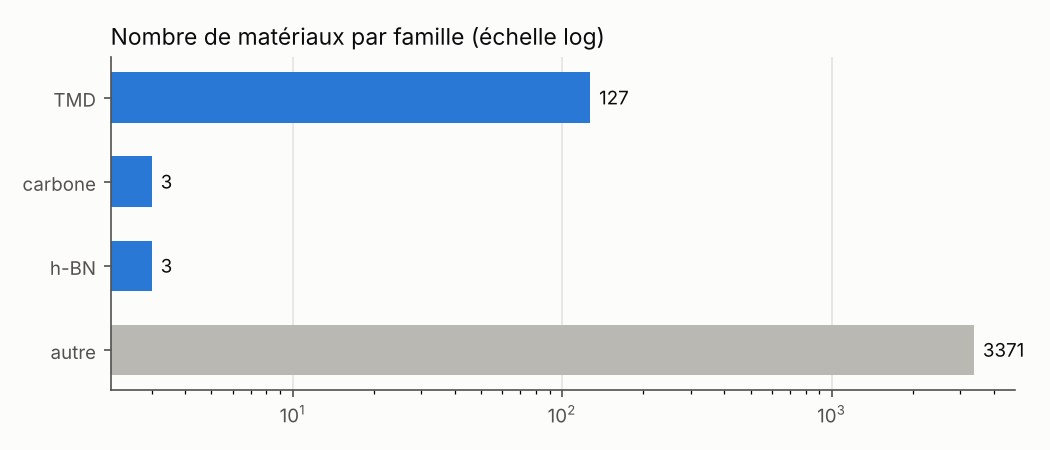 Nombre de matériaux par famille (échelle log)
TMD 127
carbone 3
h-BN 3
autre 3371
10¹ 10² 10³